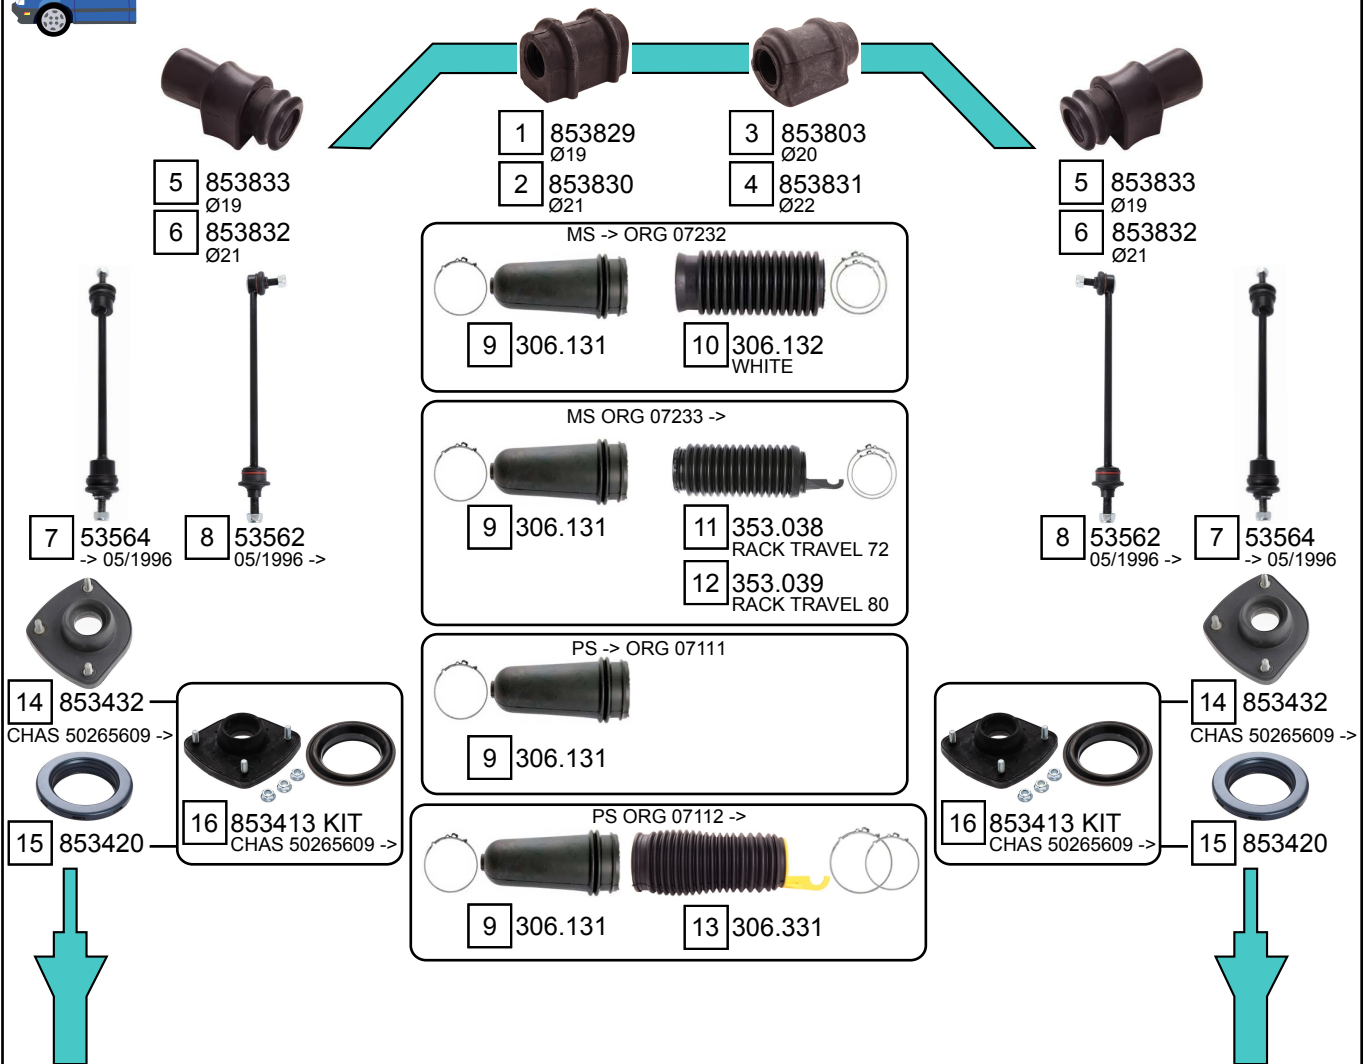 1 853829
Ø19
2 853830
Ø21
3 853803
Ø20
4 853831
Ø22
5 853833
Ø19
6 853832
Ø21
5 853833
Ø19
6 853832
Ø21
MS -> ORG 07232
9 306.131
10 306.132
WHITE
MS ORG 07233 ->
9 306.131
11 353.038
RACK TRAVEL 72
12 353.039
RACK TRAVEL 80
7 53564
-> 05/1996
8 53562
05/1996 ->
8 53562
05/1996 ->
7 53564
-> 05/1996
PS -> ORG 07111
9 306.131
14 853432
CHAS 50265609 ->
15 853420
16 853413 KIT
CHAS 50265609 ->
16 853413 KIT
CHAS 50265609 ->
14 853432
CHAS 50265609 ->
15 853420
PS ORG 07112 ->
9 306.131
13 306.331